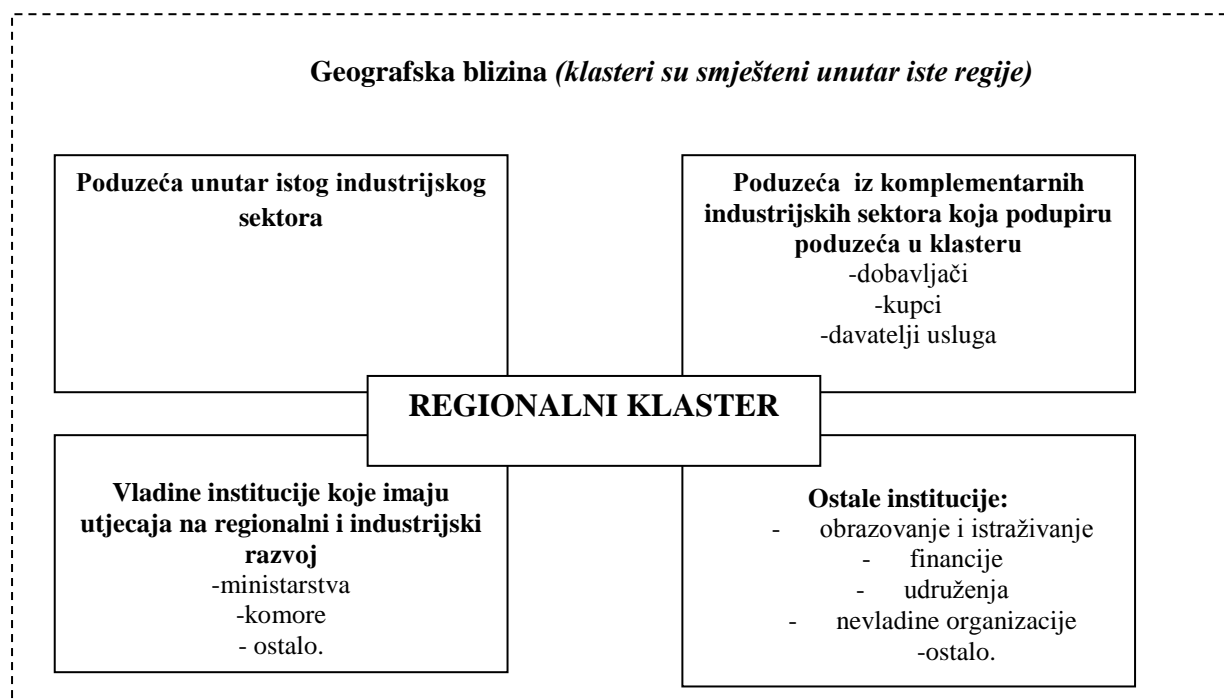 Geografska blizina (klasteri su smješteni unutar iste regije)
Poduzeća unutar istog industrijskog
sektora
Poduzeća iz komplementarnih
industrijskih sektora koja podupiru
poduzeća u klasteru
-dobavljači
-kupci
-davatelji usluga
REGIONALNI KLASTER
Vladine institucije koje imaju
utjecaja na regionalni i industrijski
razvoj
-ministarstva
-komore
- ostalo.
Ostale institucije:
- obrazovanje i istraživanje
- financije
- udruženja
- nevladine organizacije
-ostalo.